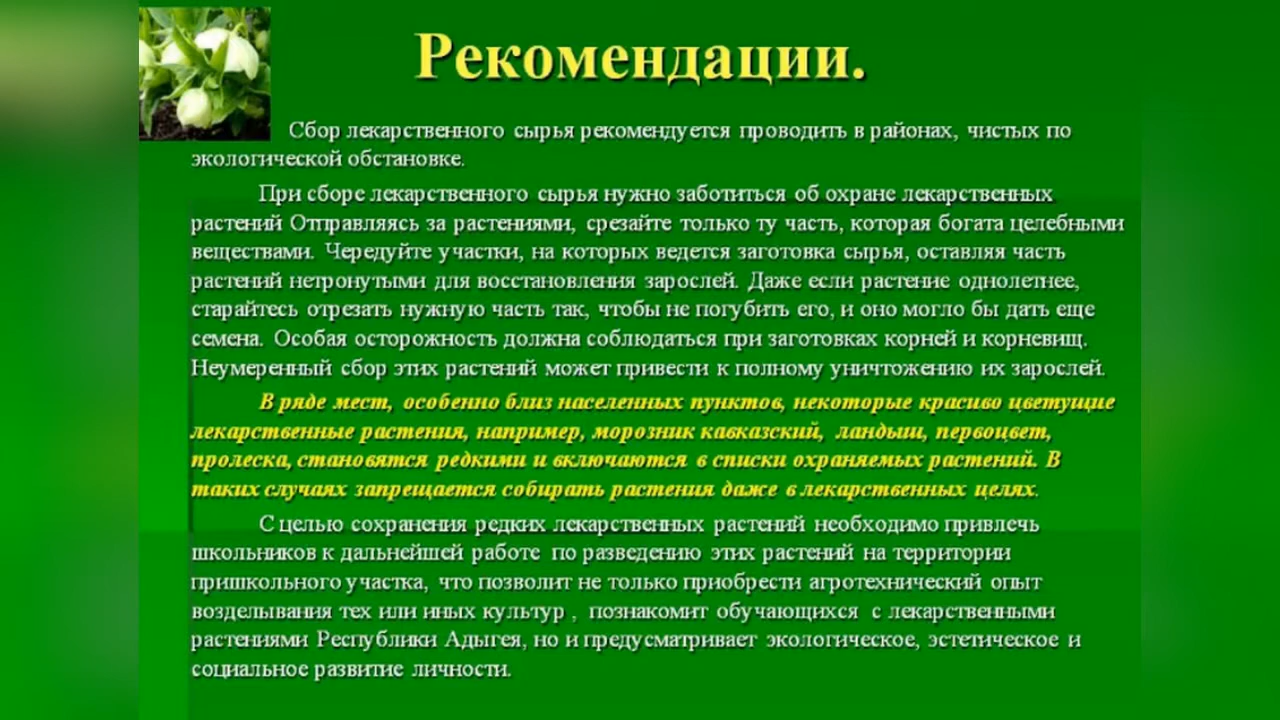 Рекомендации.
Сбор лекарственного сырья рекомендуется проводить в районах, чистых по
экологической обстановке.
При сборе лекарственного сырья нужно заботиться об охране лекарственных
растений Отправляясь за растениями, срезайте только ту часть, которая богата целебными
веществами. Чередуйте участки, на которых ведется заготовка сырья, оставляя часть
растений нетронутыми для восстановления зарослей. Даже если растение однолетнее,
старайтесь отрезать нужную часть так, чтобы не погубить его, и оно могло бы дать еще
семена. Особая осторожность должна соблюдаться при заготовках корней и корневищ.
Неумеренный сбор этих растений может привести к полному уничтожению их зарослей.
В ряде мест, особенно близ населенных пунктов, некоторые красиво цветущие
лекарственные растения, например, морозник кавказский, ландыш, первоцвет,
пролеска, становятся редкими и включаются в списки охраняемых растений. В
таких случаях запрещается собирать растения даже в лекарственных целях.
С целью сохранения редких лекарственных растений необходимо привлечь
школьников к дальнейшей работе по разведению этих растений на территории
пришкольного участка, что позволит не только приобрести агротехнический опыт
возделывания тех или иных культур , познакомит обучающихся с лекарственными
растениями Республики Адыгея, но и предусматривает экологическое, эстетическое и
социальное развитие личности.